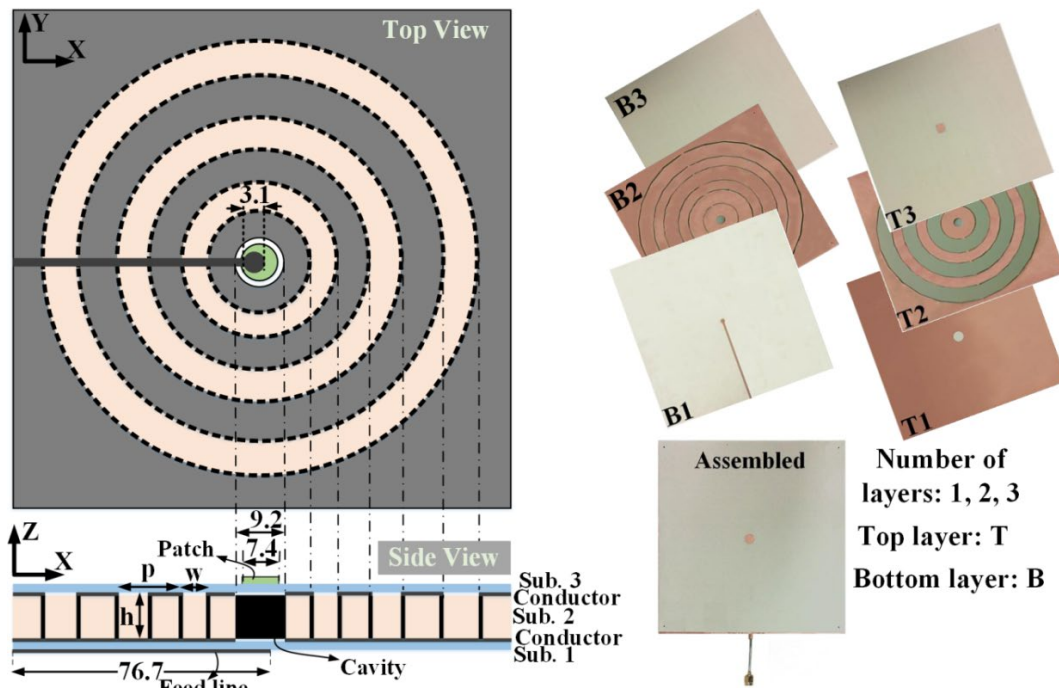 Y
X
Top View
3.1
9.2
7.4
Z
X
Patch
Side View
p
w
h
Sub. 3
Conductor
Sub. 2
Conductor
Sub. 1
Cavity
76.7
Feed line
B3
B2
B1
T3
T2
T1
Assembled
Number of
layers: 1, 2, 3
Top layer: T
Bottom layer: B